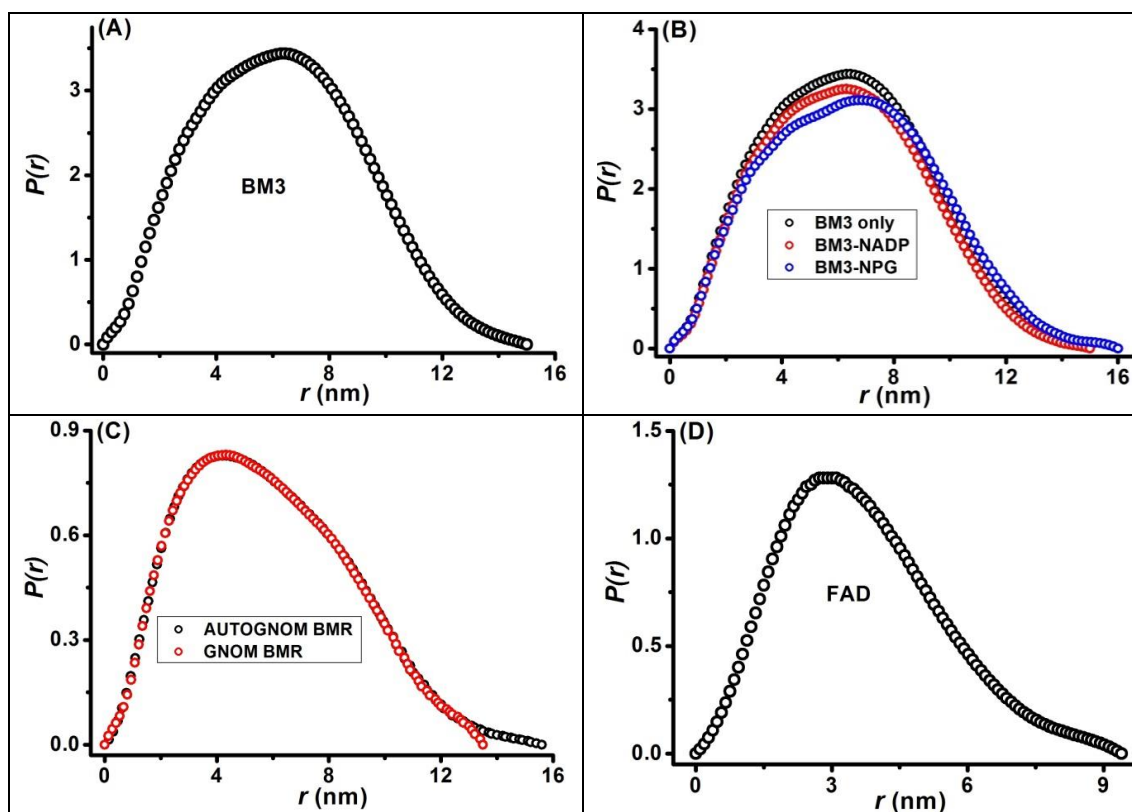 (A)
3
2
1
0
P(r)
BM3
0 4 8 12 16
r (nm)
(B)
4
3
2
1
0
P(r)
BM3 only
BM3-NADP
BM3-NPG
0 4 8 12 16
r (nm)
(C)
0.9
0.6
0.3
0.0
P(r)
AUTOGNOM BMR
GNOM BMR
0 4 8 12 16
r (nm)
(D)
1.5
1.0
0.5
0.0
P(r)
FAD
0 3 6 9
r (nm)